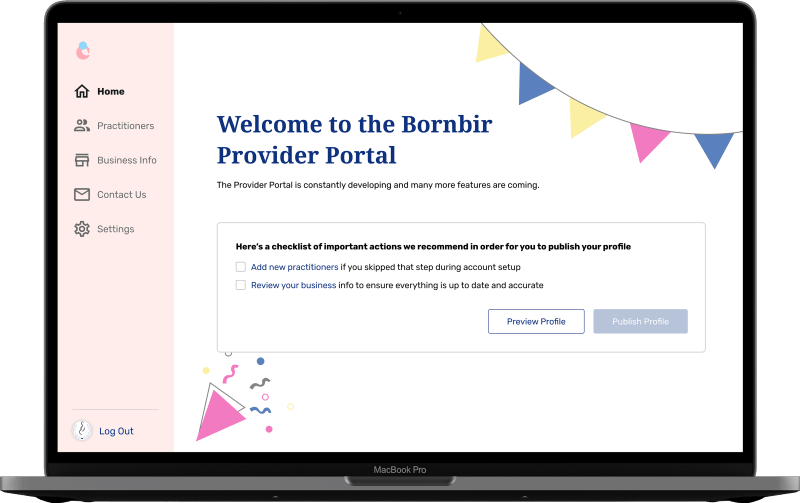 Home
Practitioners
Business Info
Contact Us
Settings
Log Out
Welcome to the Bornbir
Provider Portal
The Provider Portal is constantly developing and many more features are coming.
Here's a checklist of important actions we recommend in order for you to publish your profile
Add new practitioners if you skipped that step during account setup
Review your business info to ensure everything is up to date and accurate
Preview Profile
Publish Profile
MacBook Pro